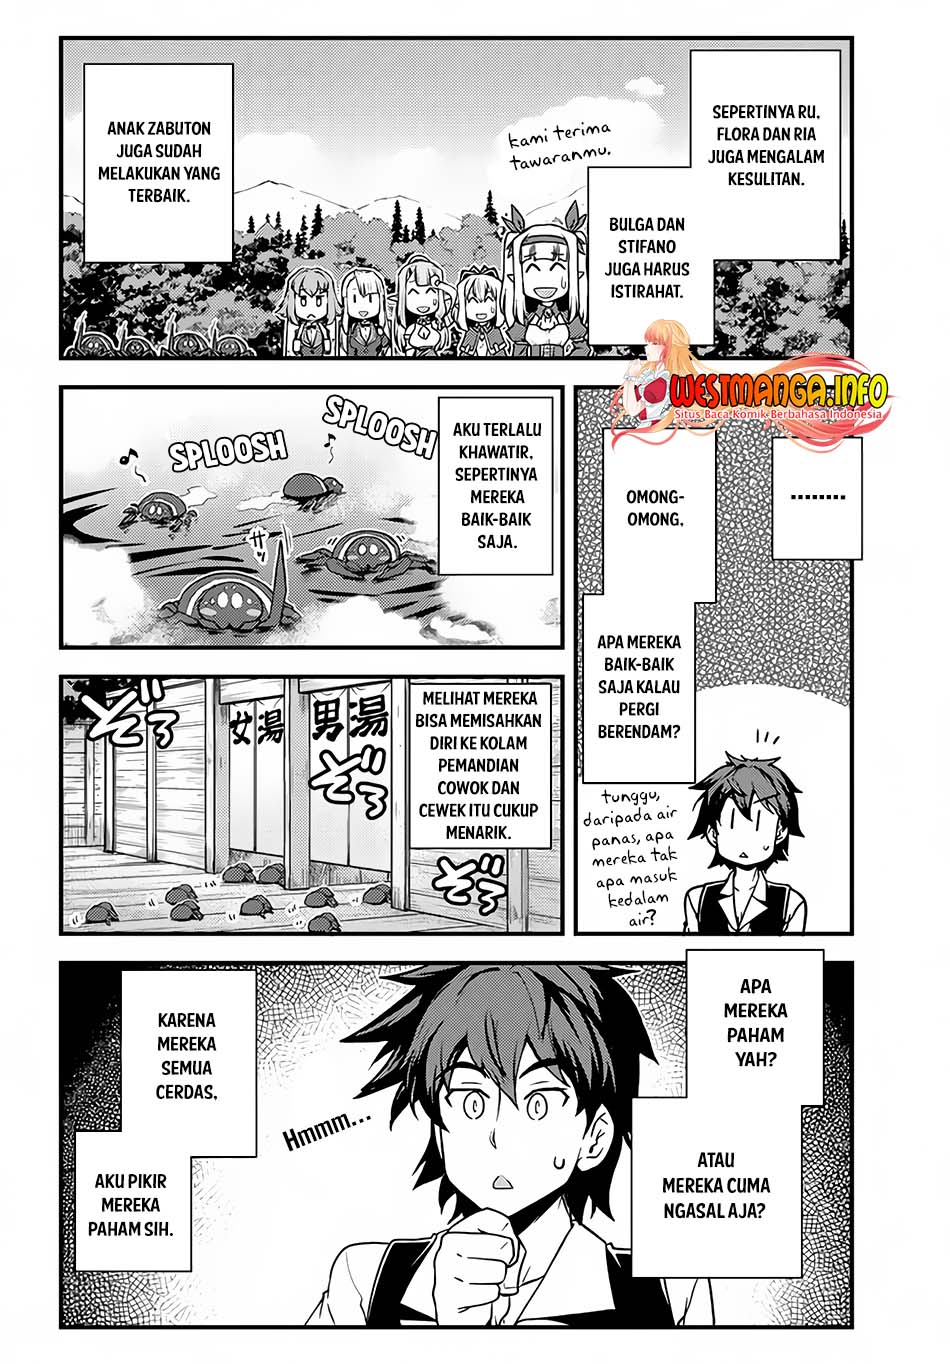 SEPERTINYA RU,
FLORA DAN RIA
JUGA MENGALAM
KESULITAN.
BULGA DAN
STIFANO
JUGA HARUS
ISTIRAHAT.
kami terima
tawaranmu.
ANAK ZABUTON
JUGA SUDAH
MELAKUKAN YANG
TERBAIK.
WESTMANGA.INFO
Situs Baca Komik Berbahasa Indonesia
........
OMONG-
OMONG,
APA MEREKA
BAIK-BAIK
SAJA KALAU
PERGI
BERENDAM?
tunggu,
daripada air
panas, apa
mereka tak
apa masuk
kedalam
air?
AKU TERLALU
KHAWATIR,
SEPERTINYA
MEREKA
BAIK-BAIK
SAJA.
SPLOOSH
SPLOOSH
サッ
MELIHAT MEREKA
BISA MEMISAHKAN
DIRI KE KOLAM
PEMANDIAN
COWOK DAN
CEWEK ITU CUKUP
MENARIK.
男湯
女湯
ぞろ
ぞろ
ぞろ
APA
MEREKA
PAHAM
YAH?
ATAU
MEREKA CUMA
NGASAL AJA?
Hmmm...
KARENA
MEREKA
SEMUA
CERDAS,
AKU PIKIR
MEREKA
PAHAM SIH.